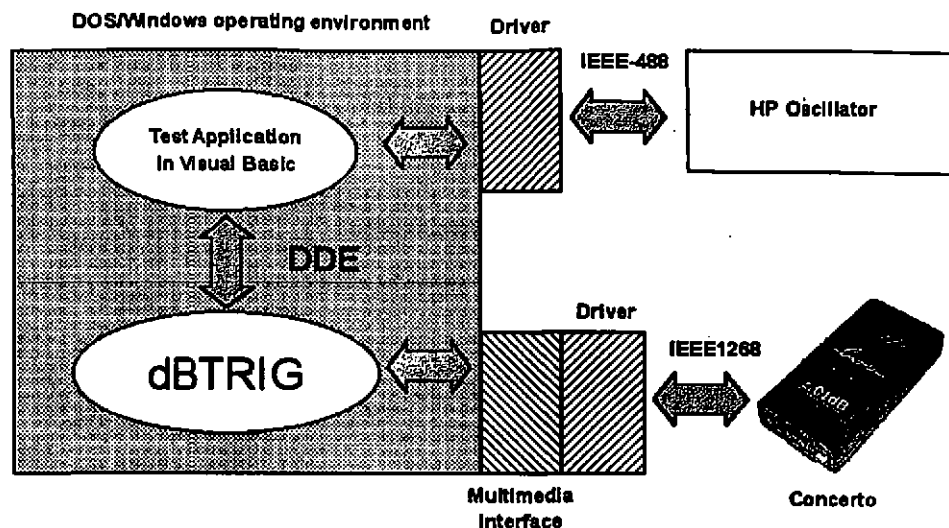 DOS/Windows operating environment
Driver
IEEE-488
HP Oscillator
Test Application
in Visual Basic
DDE
Driver
IEEE1268
dBTRIG
01dB
Multimedia
Interface
Concerto